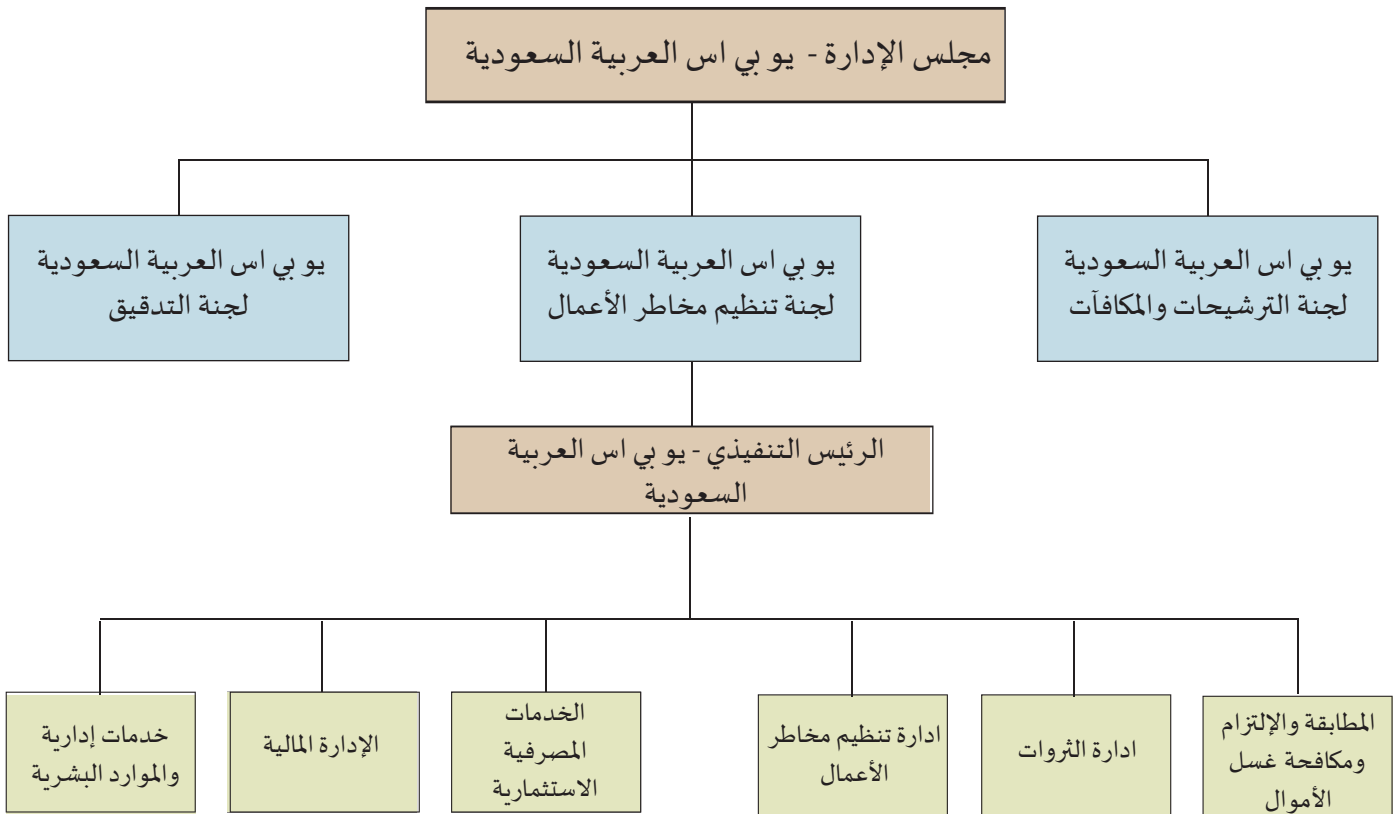 مجلس الإدارة - يو بي اس العربية السعودية
يو بي اس العربية السعودية
لجنة الترشيحات والمكافآت
يو بي اس العربية السعودية
لجنة تنظيم مخاطر الأعمال
يو بي اس العربية السعودية
لجنة التدقيق
الرئيس التنفيذي - يو بي اس العربية
السعودية
المطابقة والإلتزام
ومكافحة غسل
الأموال
ادارة الثروات
ادارة تنظيم مخاطر
الأعمال
الخدمات
المصرفية
الاستثمارية
الإدارة المالية
خدمات إدارية
والموارد البشرية